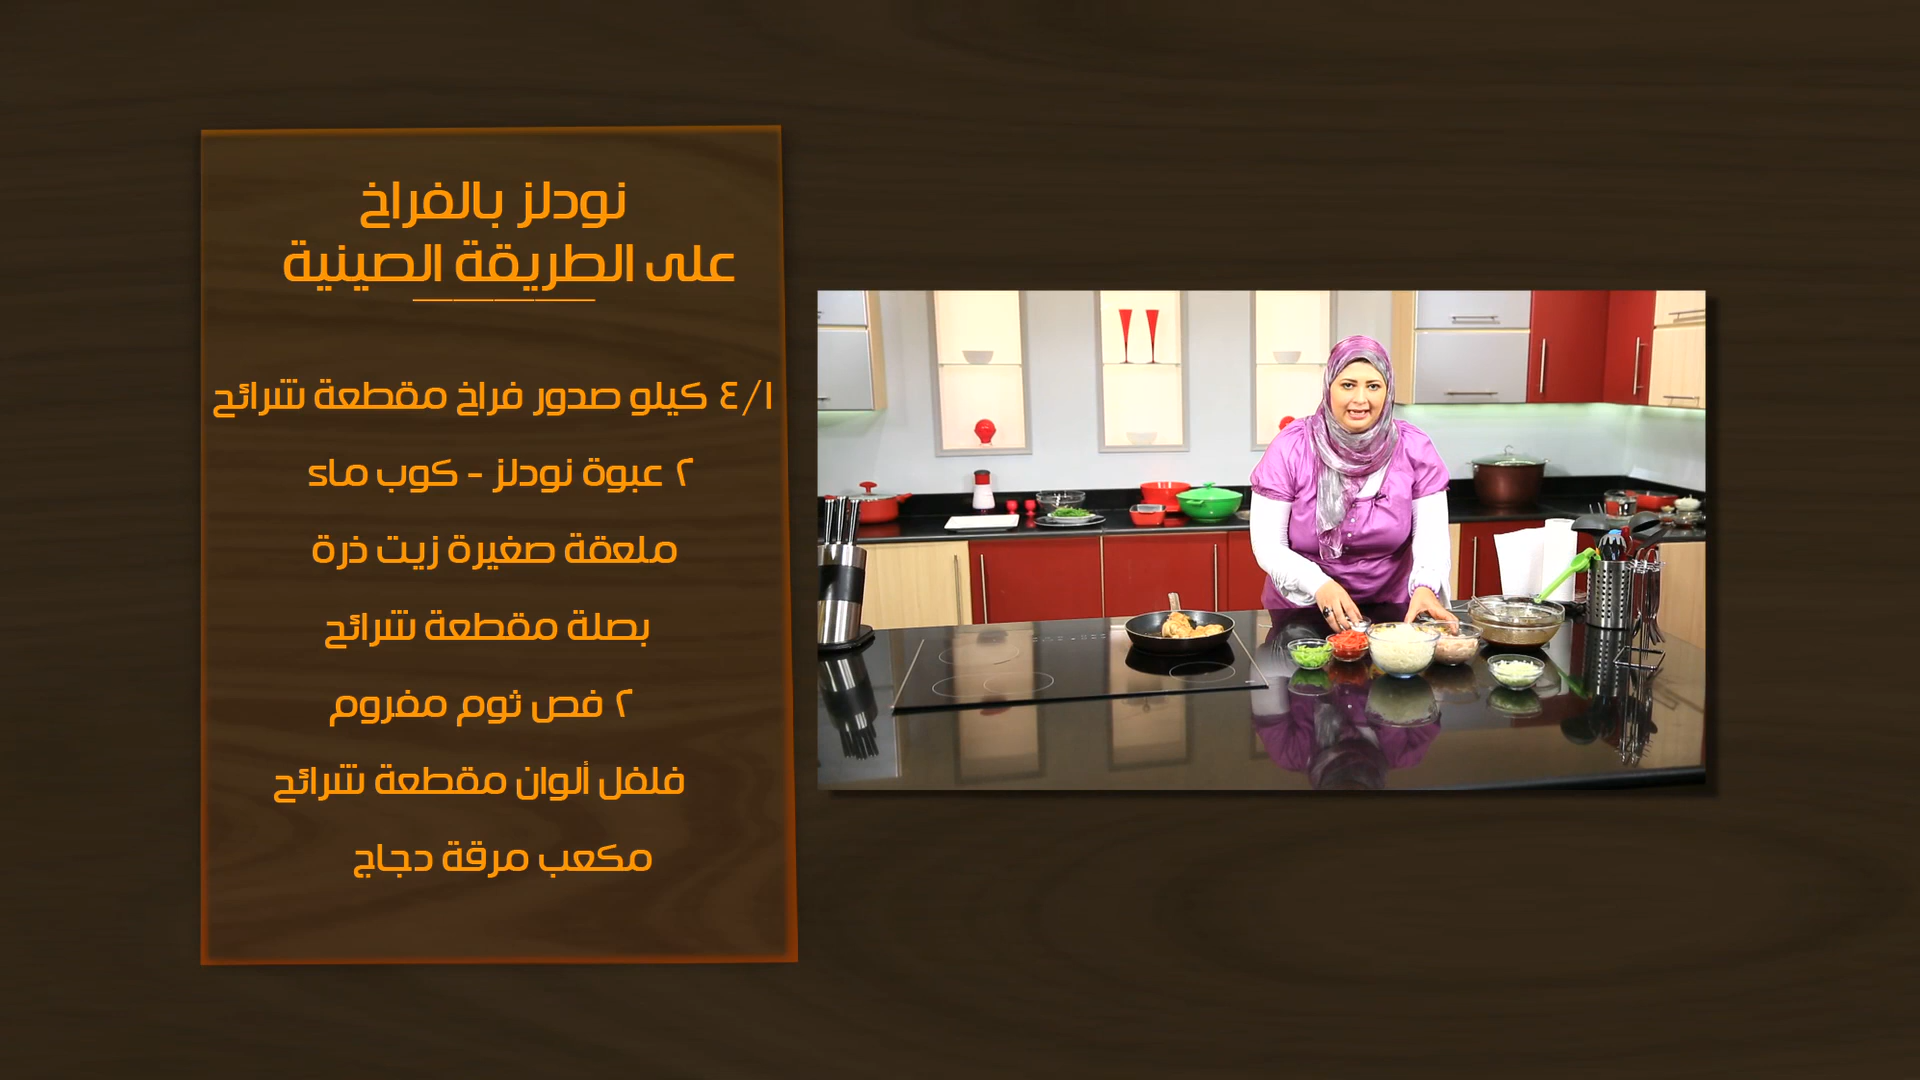 نودلز بالفراخ
على الطريقة الصينية
٤/١ كيلو صدور فراخ مقطعة شرائح
٢ عبوة نودلز - كوب ماء
ملعقة صغيرة زيت ذرة
بصلة مقطعة شرائح
٢ فص ثوم مفروم
فلفل ألوان مقطعة شرائح
مكعب مرقة دجاج